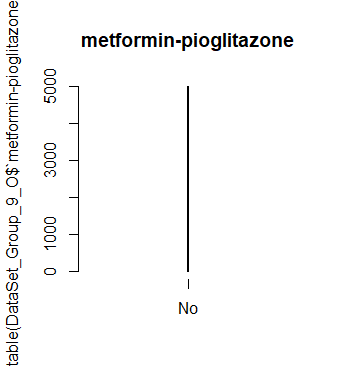 metformin-pioglitazone
table(DataSet_Group_9_O$`metformin-pioglitazone
5000
3000
1000
0
No